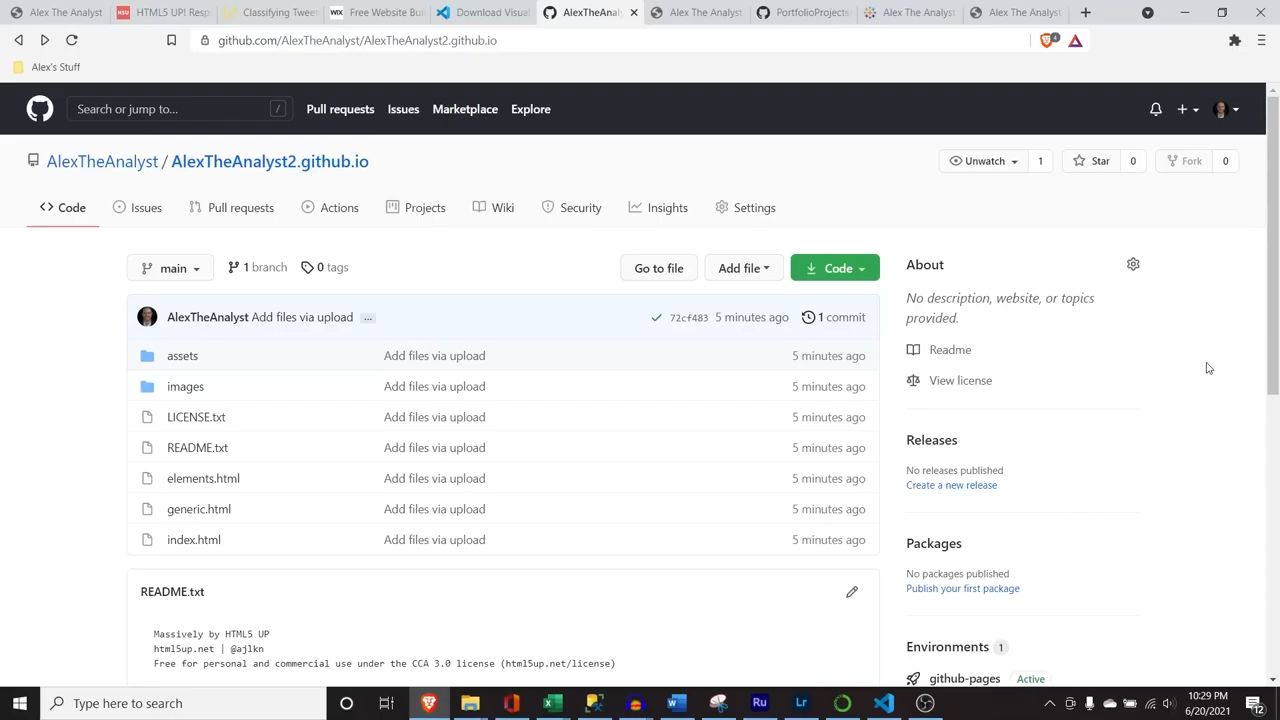 Alex The Analyst
HTML5 UP! Resp
Classifying Tweet
Free Website Bui
Download Visual
AlexTheAnaly
Alex The Analyst
PortfolioProjects
Alex The Analyst
Alex The Analyst
github.com/AlexTheAnalyst/AlexTheAnalyst2.github.io
4
Alex's Stuff
Search or jump to...
/
Pull requests
Issues
Marketplace
Explore
AlexTheAnalyst / AlexTheAnalyst2.github.io
Unwatch
1
Star
0
Fork
0
Code
Issues
Pull requests
Actions
Projects
Wiki
Security
Insights
Settings
main
1 branch
0 tags
Go to file
Add file
Code
About
No description, website, or topics
provided.
Readme
View license
AlexTheAnalyst Add files via upload ...
72cf483 5 minutes ago
1 commit
assets Add files via upload 5 minutes ago
images Add files via upload 5 minutes ago
LICENSE.txt Add files via upload 5 minutes ago
README.txt Add files via upload 5 minutes ago
elements.html Add files via upload 5 minutes ago
generic.html Add files via upload 5 minutes ago
index.html Add files via upload 5 minutes ago
Releases
No releases published
Create a new release
Packages
No packages published
Publish your first package
Environments 1
github-pages Active
README.txt
Massively by HTML5 UP
html5up.net | @ajlkn
Free for personal and commercial use under the CCA 3.0 license (html5up.net/license)
Type here to search
Ru
Lr
10:29 PM
6/20/2021
12